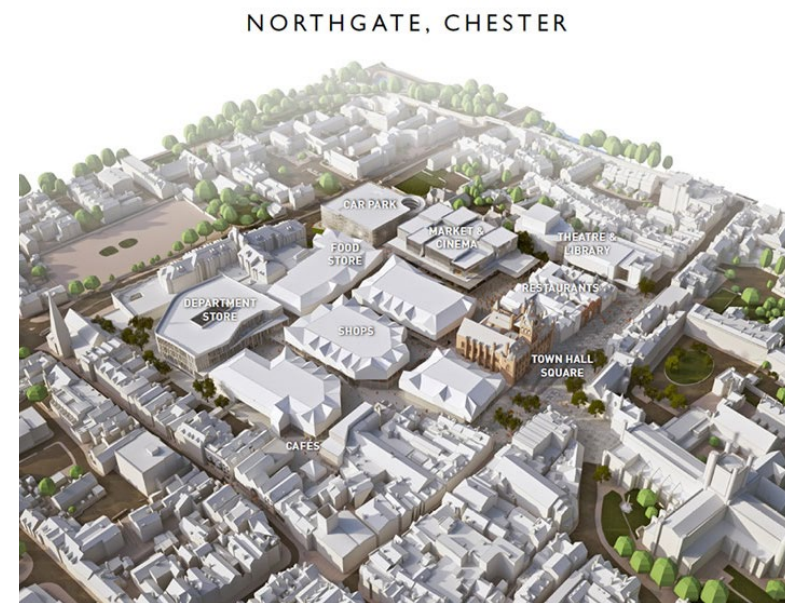 NORTHGATE, CHESTER
CAR PARK
MARKET &
CINEMA
THEATRE &
LIBRARY
FOOD
STORE
RESTAURANTS
DEPARTMENT
STORE
SHOPS
TOWN HALL
SQUARE
CAFÉS